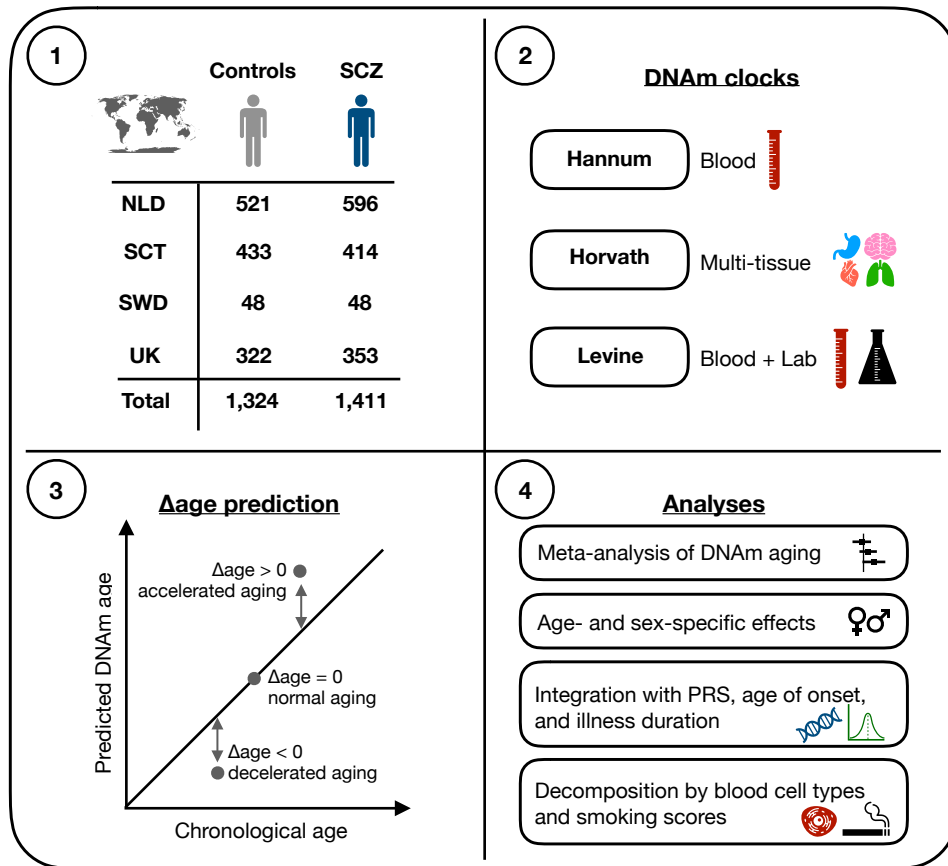 1
Controls SCZ
NLD 521 596
SCT 433 414
SWD 48 48
UK 322 353
Total 1,324 1,411
2
DNAm clocks
Hannum Blood
Horvath Multi-tissue
Levine Blood + Lab
3
Δage prediction
Predicted DNAm age
Δage > 0
accelerated aging
Δage = 0
normal aging
Δage < 0
decelerated aging
Chronological age
4
Analyses
Meta-analysis of DNAm aging
Age- and sex-specific effects
Integration with PRS, age of onset,
and illness duration
Decomposition by blood cell types
and smoking scores